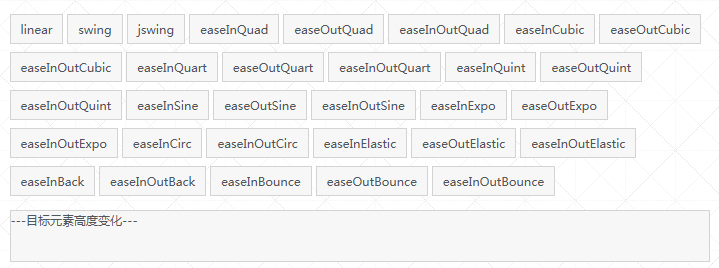 linear swing jswing easeInQuad easeOutQuad easeInOutQuad easeInCubic easeOutCubic
easeInOutCubic easeInQuart easeOutQuart easeInOutQuart easeInQuint easeOutQuint
easeInOutQuint easeInSine easeOutSine easeInOutSine easeInExpo easeOutExpo
easeInOutExpo easeInCirc easeInOutCirc easeInElastic easeOutElastic easeInOutElastic
easeInBack easeInOutBack easeInBounce easeOutBounce easeInOutBounce
---目标元素高度变化---